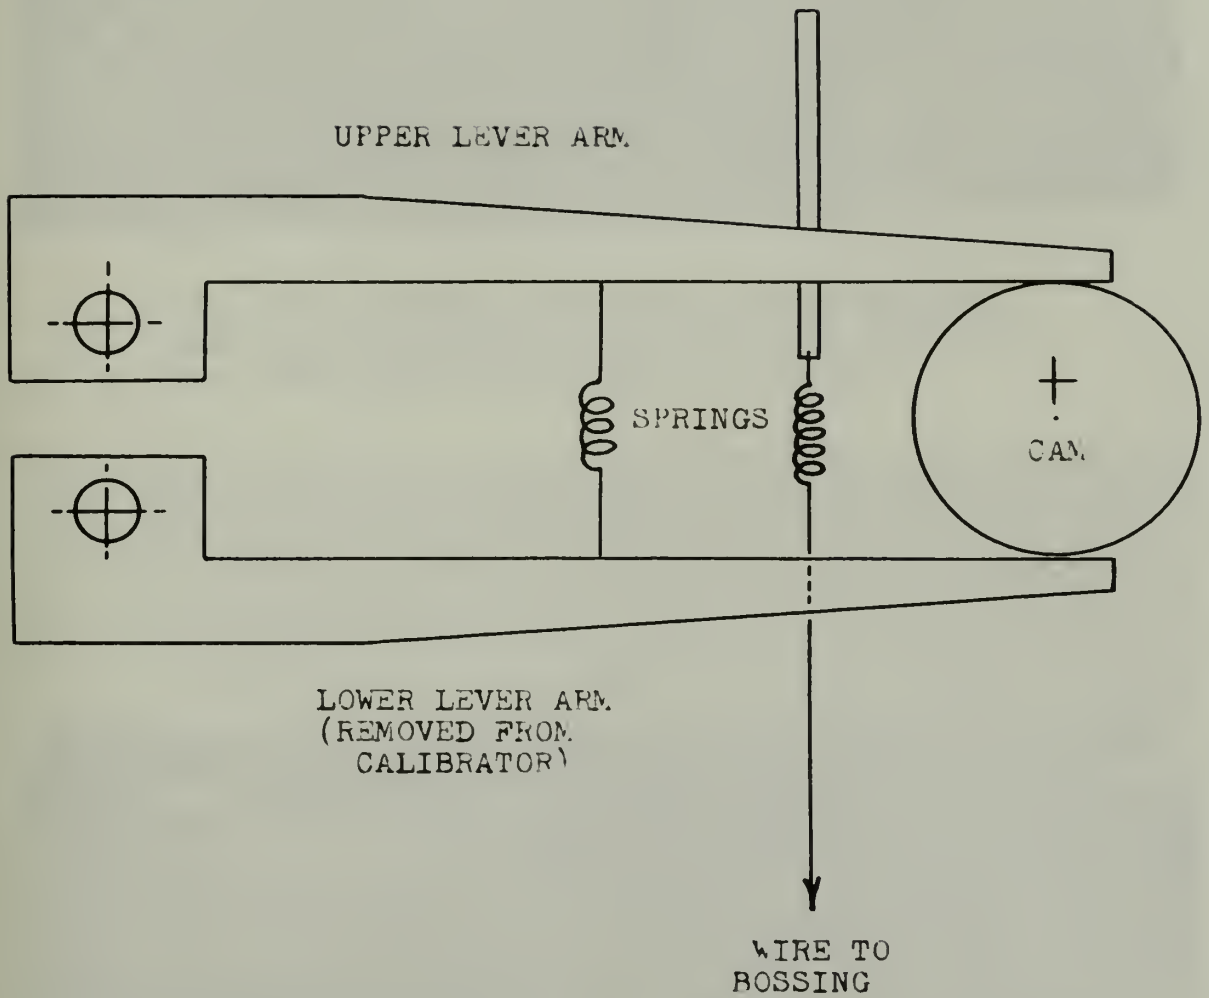 UPPER LEVER ARM
SPRINGS
CAM
LOWER LEVER ARM
(REMOVED FROM
CALIBRATOR)
WIRE TO
BOSSING